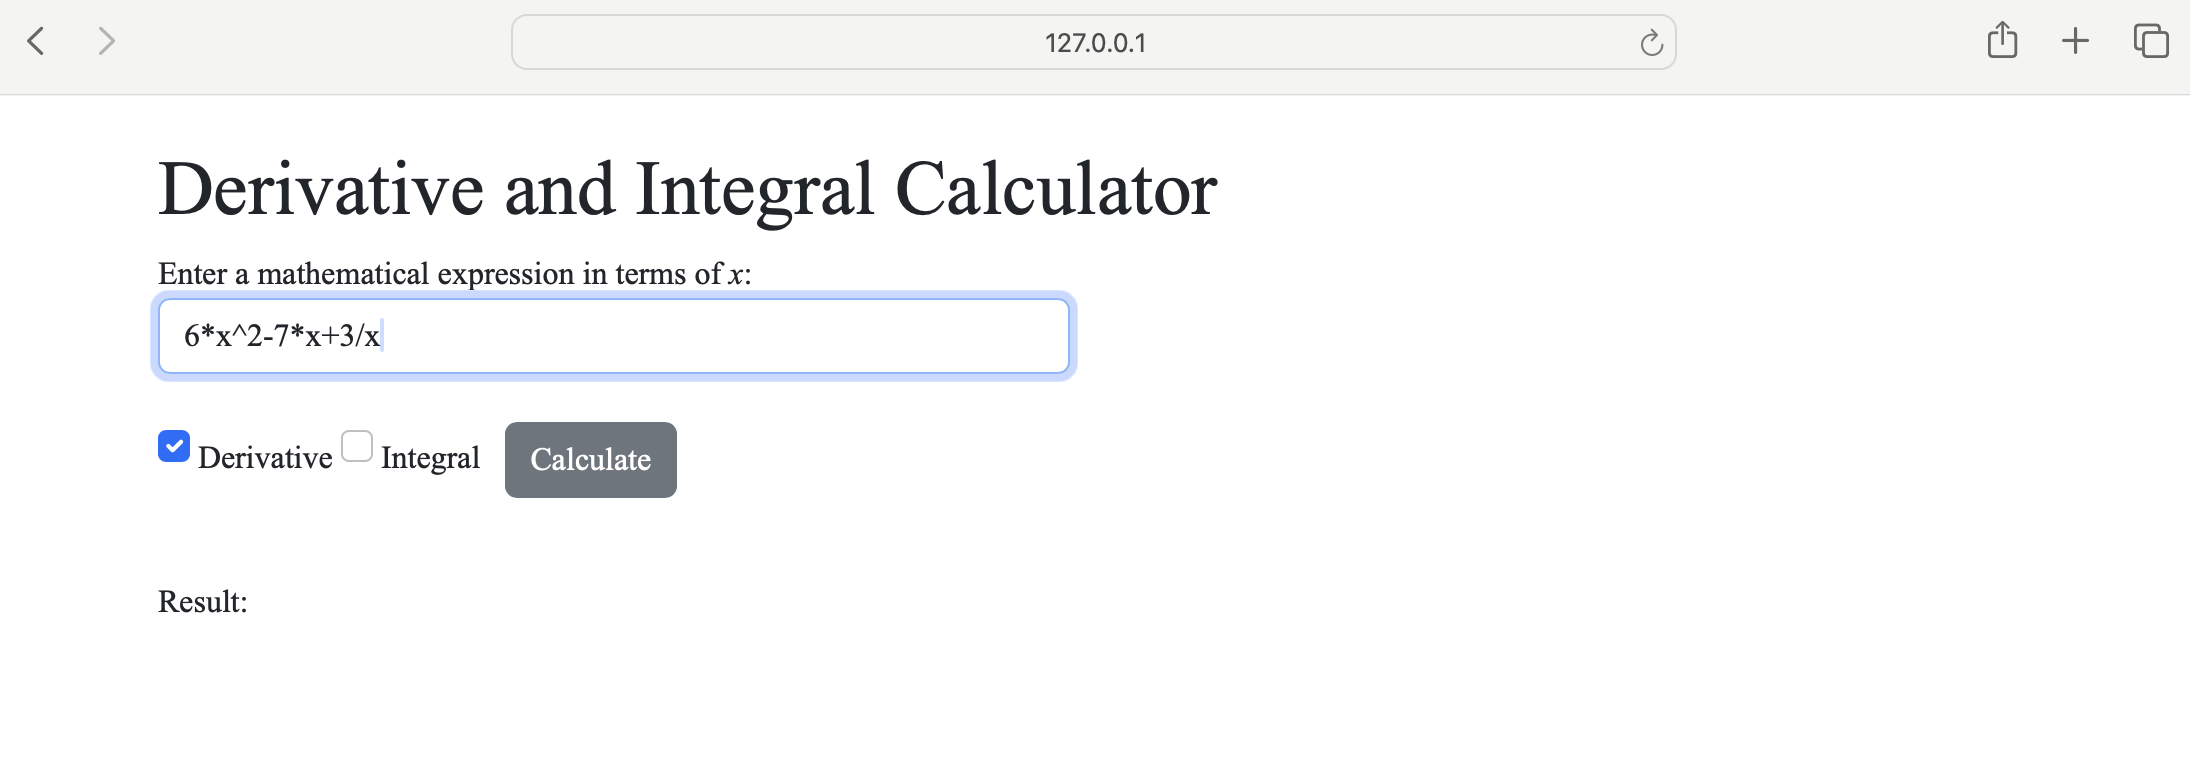 127.0.0.1
Derivative and Integral Calculator
Enter a mathematical expression in terms of x:
6*x^2-7*x+3/x
Derivative Integral Calculate
Result: